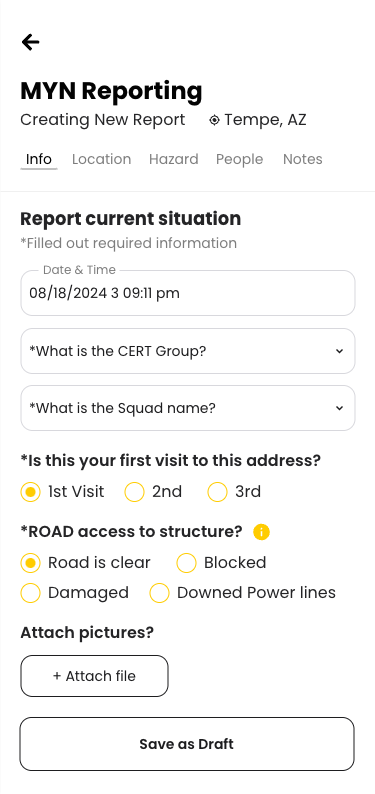 MYN Reporting
Creating New Report Tempe, AZ
Info Location Hazard People Notes
Report current situation
*Filled out required information
Date & Time
08/18/2024 3 09:11 pm
*What is the CERT Group?
*What is the Squad name?
*Is this your first visit to this address?
1st Visit 2nd 3rd
*ROAD access to structure? i
Road is clear Blocked
Damaged Downed Power lines
Attach pictures?
+ Attach file
Save as Draft